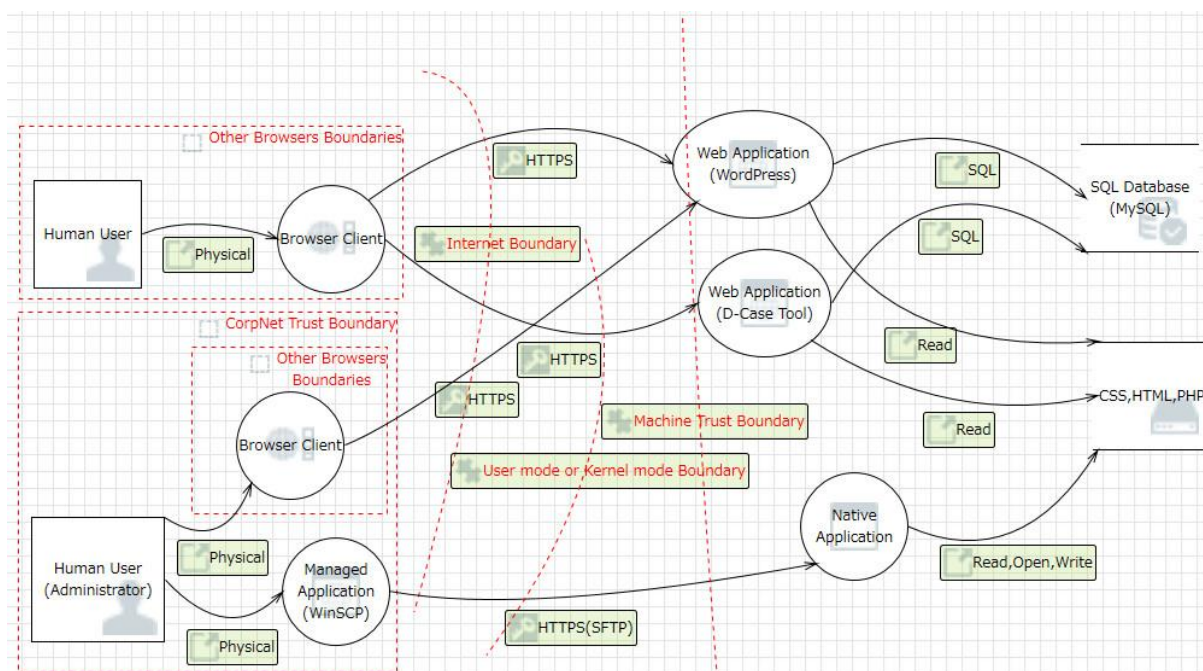 Other Browsers Boundaries
Human User
Physical
Browser Client
HTTPS
Internet Boundary
Web Application
(WordPress)
SQL
SQL Database
(MySQL)
SQL
Web Application
(D-Case Tool)
Read
HTTPS
HTTPS
CorpNet Trust Boundary
Other Browsers
Boundaries
Browser Client
Machine Trust Boundary
User mode or Kernel mode Boundary
CSS,HTML,PHP
Read
Native
Application
Read,Open,Write
Human User
(Administrator)
Physical
Managed
Application
(WinSCP)
Physical
HTTPS(SFTP)